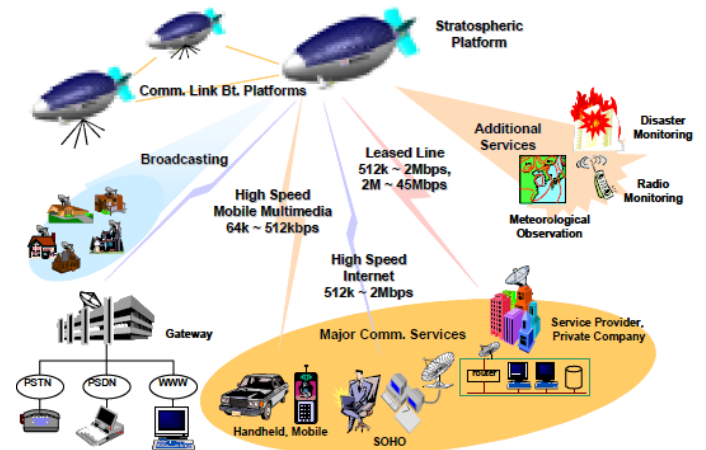 Stratospheric
Platform
Comm. Link Bt. Platforms
Broadcasting
High Speed
Mobile Multimedia
64k ~ 512kbps
Leased Line
512k ~ 2Mbps,
2M ~ 45Mbps
Additional
Services
Disaster
Monitoring
Radio
Monitoring
Meteorological
Observation
High Speed
Internet
512k ~ 2Mbps
Gateway
Major Comm. Services
Service Provider,
Private Company
PSTN
PSDN
WWW
router
Handheld, Mobile
SOHO